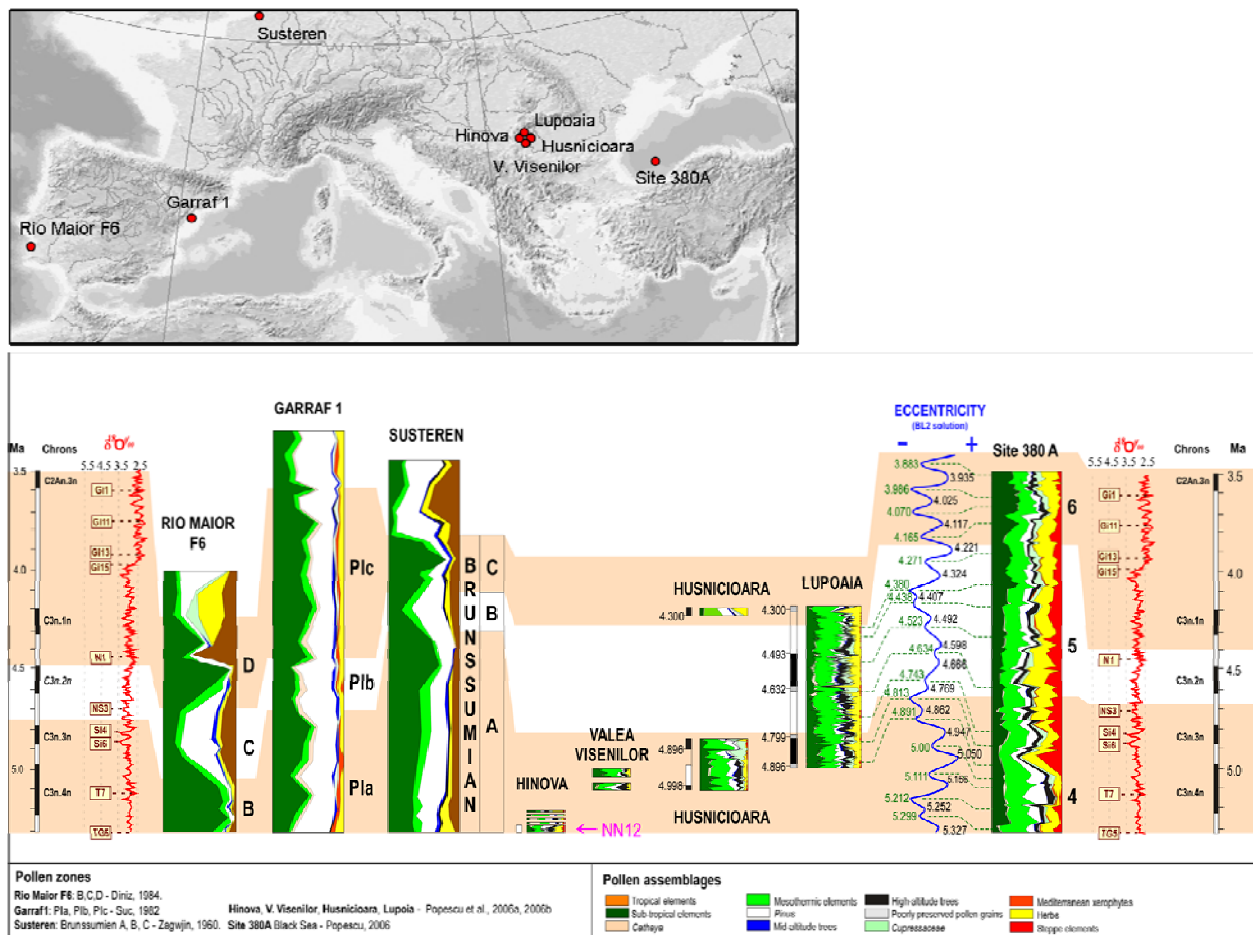 Susteren
Lupoaia
Hinova
Husnicioara
V. Visenilor
Site 380A
Garraf 1
Rio Maior F6
GARRAF 1
ECCENTRICITY
(BL2 solution)
SUSTEREN
- +
Site 380 A
Ma Chrons
5.5 4.5 3.5 2.5
5.5 4.5 3.5 2.5
Chrons Ma
3.5
C2An.3n
Gi1
Gi11
Gi13
Gi15
4.0
C3n.1n
N1
4.5
C3n.2n
NS3
Si4
C3n.3n
Si6
5.0
C3n.4n
T7
TG5
RIO MAIOR
F6
D
C
B
Plc
Plb
Pla
BRUNSSUMIAN
C
B
A
HINOVA
NN12
VALEA
VISENILOR
HUSNICIOARA
4.300
4.896
4.998
HUSNICIOARA
LUPOAIA
4.300
4.493
4.632
4.799
4.896
3.883
3.935
3.986
4.025
4.070
4.117
4.165
4.221
4.271
4.324
4.380
4.407
4.438
4.492
4.523
4.598
4.634
4.666
4.743
4.769
4.813
4.862
4.891
4.947
5.00
5.050
5.111
5.166
5.212
5.252
5.299
5.327
6
5
4
3.5
C2An.3n
Gi1
Gi11
Gi13
Gi15
4.0
C3n.1n
N1
4.5
C3n.2n
NS3
Si4
C3n.3n
Si6
5.0
C3n.4n
T7
TG5
Pollen zones
Rio Maior F6: B,C,D - Diniz, 1984.
Garraf1: Pla, Plb, Plc - Suc, 1982
Susteren: Brunssumien A, B, C - Zagwijn, 1960.
Hinova, V. Visenilor, Husnicioara, Lupoia - Popescu et al., 2006a, 2006b
Site 380A Black Sea - Popescu, 2006
Pollen assemblages
Tropical elements
Sub-tropical elements
Cathaya
Mesothermic elements
Pinus
Mid-altitude trees
High-altitude trees
Poorly preserved pollen grains
Cupressaceae
Mediterranean xerophytes
Herbs
Steppe elements